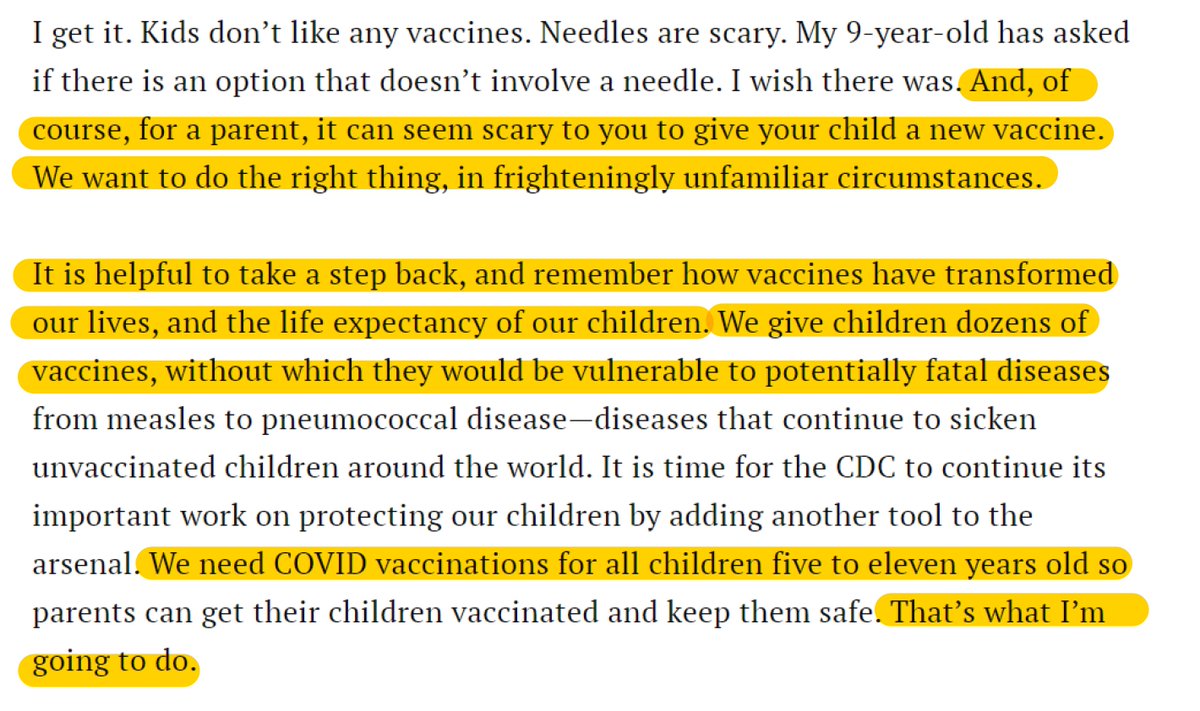 I get it. Kids don’t like any vaccines. Needles are scary. My 9-year-old has asked
if there is an option that doesn’t involve a needle. I wish there was. And, of
course, for a parent, it can seem scary to you to give your child a new vaccine.
We want to do the right thing, in frighteningly unfamiliar circumstances.
It is helpful to take a step back, and remember how vaccines have transformed
our lives, and the life expectancy of our children. We give children dozens of
vaccines, without which they would be vulnerable to potentially fatal diseases
from measles to pneumococcal disease—diseases that continue to sicken
unvaccinated children around the world. It is time for the CDC to continue its
important work on protecting our children by adding another tool to the
arsenal. We need COVID vaccinations for all children five to eleven years old so
parents can get their children vaccinated and keep them safe. That’s what I’m
going to do.